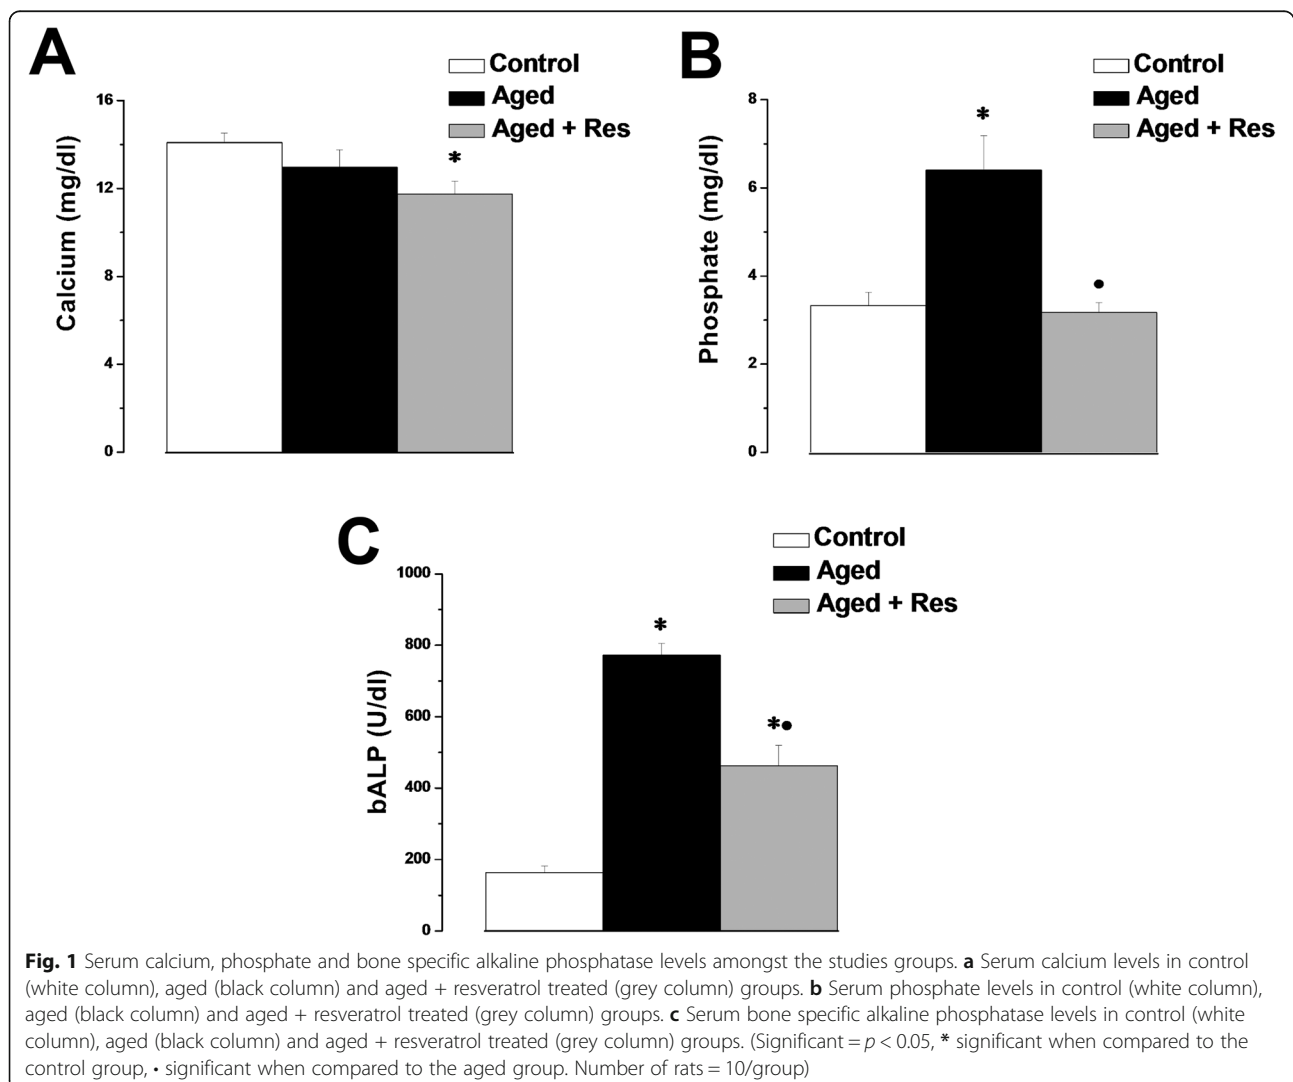 A
Control
Aged
Aged + Res
Calcium (mg/dl)
16
12
8
4
0
*
B
Control
Aged
Aged + Res
Phosphate (mg/dl)
8
6
4
2
0
*
•
C
Control
Aged
Aged + Res
bALP (U/dl)
1000
800
600
400
200
0
*
*•
Fig. 1 Serum calcium, phosphate and bone specific alkaline phosphatase levels amongst the studies groups. a Serum calcium levels in control
(white column), aged (black column) and aged + resveratrol treated (grey column) groups. b Serum phosphate levels in control (white column),
aged (black column) and aged + resveratrol treated (grey column) groups. c Serum bone specific alkaline phosphatase levels in control (white
column), aged (black column) and aged + resveratrol treated (grey column) groups. (Significant = p < 0.05, * significant when compared to the
control group, • significant when compared to the aged group. Number of rats = 10/group)